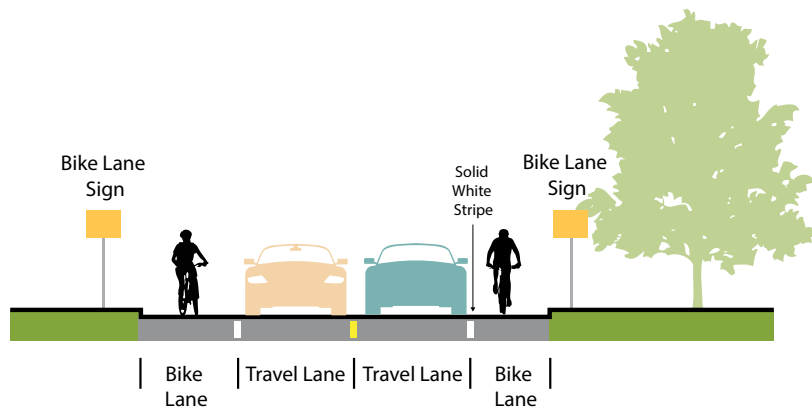 Bike Lane
Sign
Solid
White
Stripe
Bike Lane
Sign
Bike
Lane
Travel Lane
Travel Lane
Bike
Lane